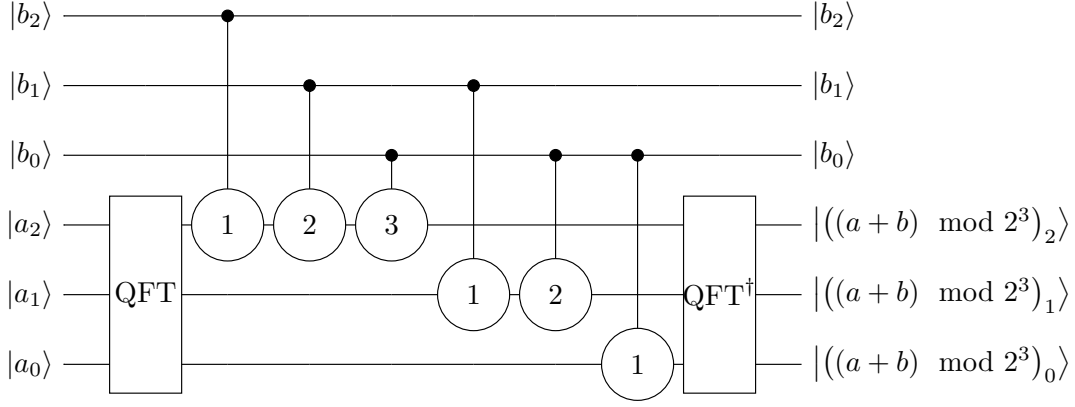 |b₂⟩ |b₂⟩
|b₁⟩ |b₁⟩
|b₀⟩ |b₀⟩
|a₂⟩ 1 2 3 |((a + b) mod 2³)₂⟩
|a₁⟩ QFT 1 2 QFT† |((a + b) mod 2³)₁⟩
|a₀⟩ 1 |((a + b) mod 2³)₀⟩